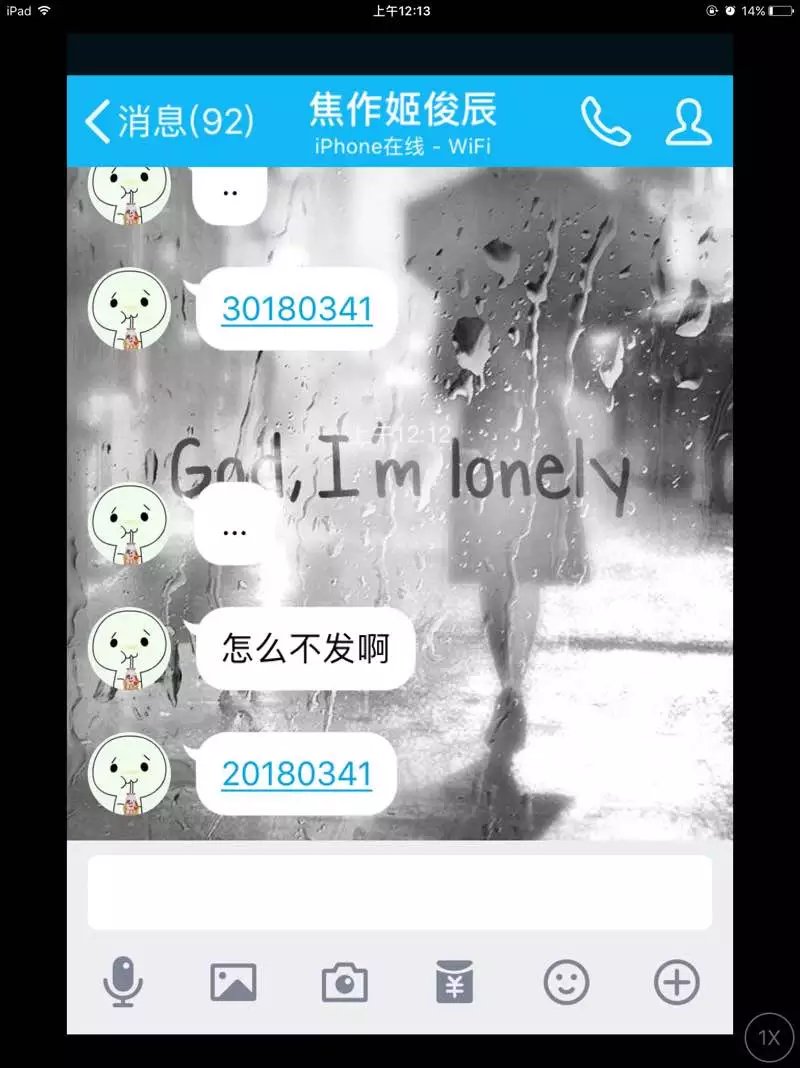 iPad 上午12:13 14%
消息(92)
焦作姬俊辰
iPhone在线 - WiFi
..
30180341
上午12:12
God, I m lonely
...
怎么不发啊
20180341
¥
1X